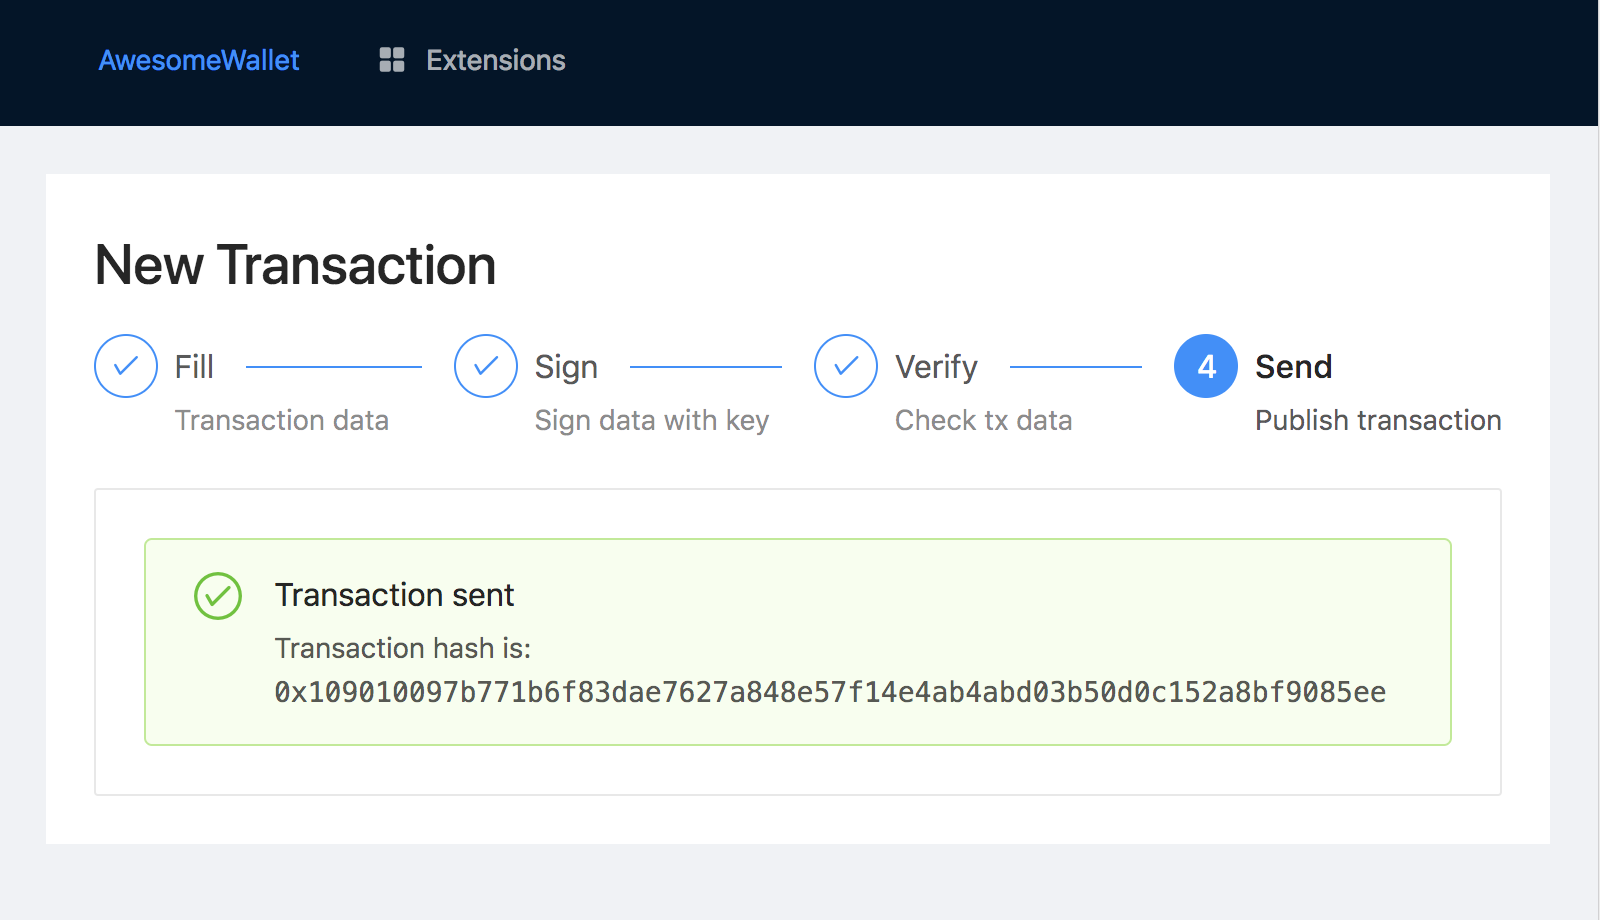 AwesomeWallet Extensions
New Transaction
Fill Sign Verify 4 Send
Transaction data Sign data with key Check tx data Publish transaction
Transaction sent
Transaction hash is:
0x109010097b771b6f83dae7627a848e57f14e4ab4abd03b50d0c152a8bf9085ee